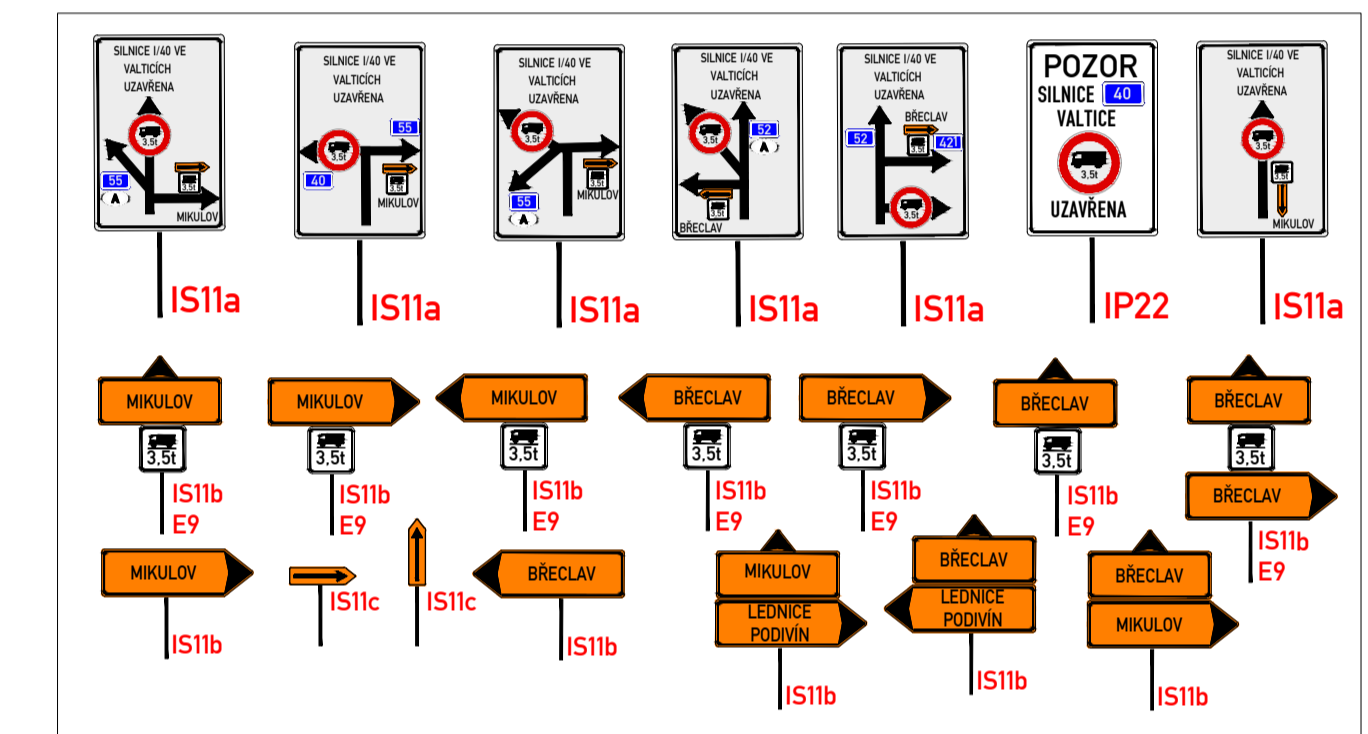 SILNICE I/40 VE
VALTICÍCH
UZAVŘENA
3,5t
55
A
3,5t
MIKULOV
IS11a
SILNICE I/40 VE
VALTICÍCH
UZAVŘENA
55
3,5t
40
3,5t
MIKULOV
IS11a
SILNICE I/40 VE
VALTICÍCH
UZAVŘENA
3,5t
3,5t
55
A
MIKULOV
IS11a
SILNICE I/40 VE
VALTICÍCH
UZAVŘENA
52
A
3,5t
3,5t
BŘECLAV
IS11a
SILNICE I/40 VE
VALTICÍCH
UZAVŘENA
BŘECLAV
52
3,5t
421
3,5t
IS11a
POZOR
SILNICE 40
VALTICE
3,5t
UZAVŘENA
IP22
SILNICE I/40 VE
VALTICÍCH
UZAVŘENA
3,5t
3,5t
MIKULOV
IS11a
MIKULOV
3,5t
IS11b
E9
MIKULOV
3,5t
IS11b
E9
MIKULOV
3,5t
IS11b
E9
BŘECLAV
3,5t
IS11b
E9
BŘECLAV
3,5t
IS11b
E9
BŘECLAV
3,5t
IS11b
E9
BŘECLAV
3,5t
BŘECLAV
IS11b
E9
MIKULOV
IS11b
IS11c
IS11c
BŘECLAV
IS11b
MIKULOV
LEDNICE
PODIVÍN
IS11b
BŘECLAV
LEDNICE
PODIVÍN
IS11b
BŘECLAV
MIKULOV
IS11b